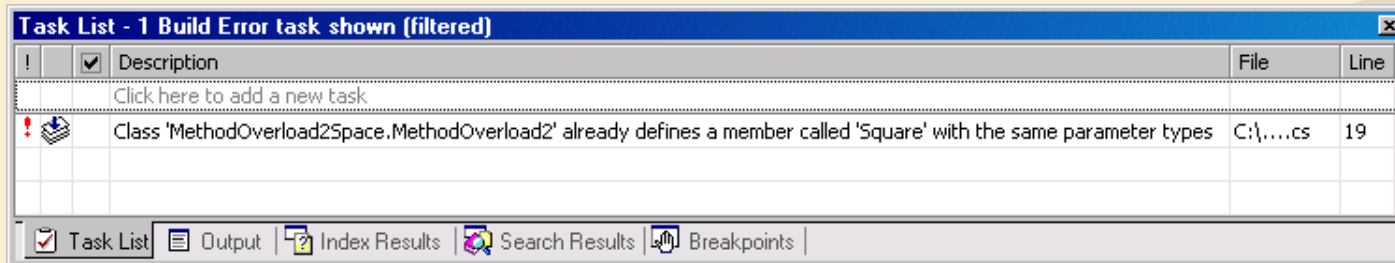 Task List - 1 Build Error task shown (filtered)
! Description File Line
Click here to add a new task
! Class 'MethodOverload2Space.MethodOverload2' already defines a member called 'Square' with the same parameter types C:\....cs 19
Task List Output Index Results Search Results Breakpoints